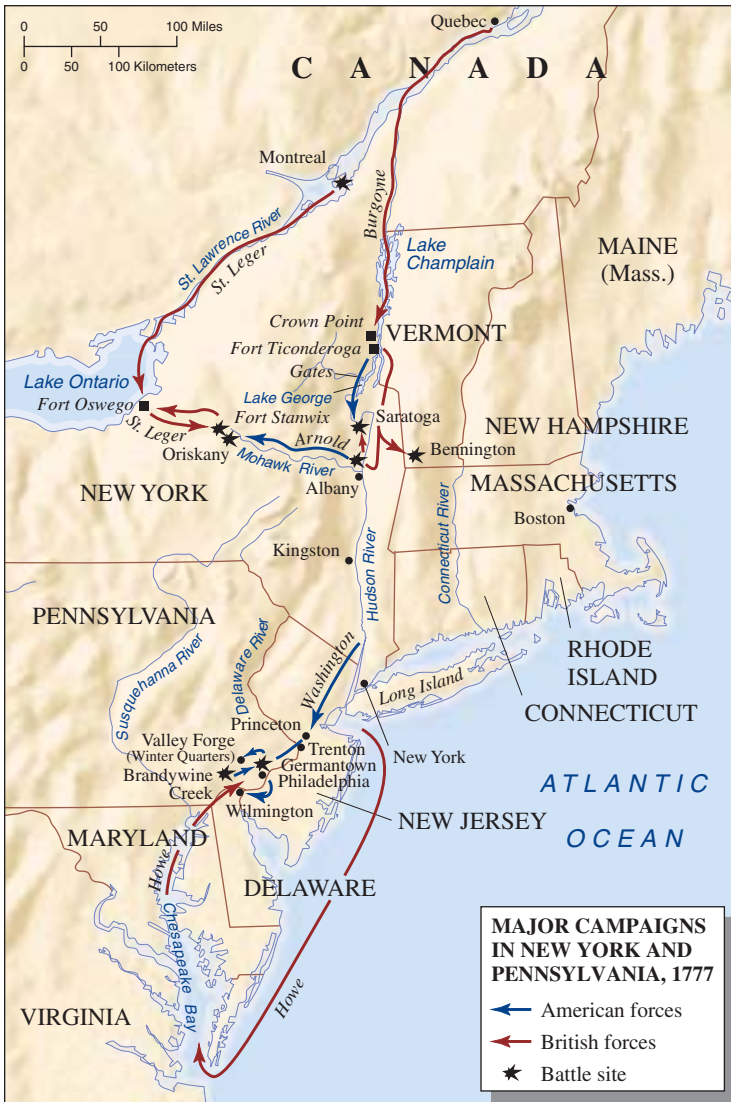 0 50 100 Miles
0 50 100 Kilometers
Quebec
CANADA
Montreal
St. Lawrence River
St. Leger
Burgoyne
Lake
Champlain
MAINE
(Mass.)
Crown Point
VERMONT
Fort Ticonderoga
Gates
Lake Ontario
Lake George
Fort Oswego
Fort Stanwix
Saratoga
NEW HAMPSHIRE
St. Leger
Arnold
Oriskany
Bennington
Mohawk River
NEW YORK
Albany
MASSACHUSETTS
Boston
Kingston
Hudson River
Connecticut River
PENNSYLVANIA
Susquehanna River
Delaware River
Washington
RHODE
ISLAND
Long Island
CONNECTICUT
Princeton
Valley Forge
(Winter Quarters)
Trenton
New York
Germantown
Brandywine
Creek
Philadelphia
Wilmington
NEW JERSEY
ATLANTIC
OCEAN
MARYLAND
Howe
DELAWARE
Chesapeake Bay
Howe
VIRGINIA
MAJOR CAMPAIGNS
IN NEW YORK AND
PENNSYLVANIA, 1777
American forces
British forces
Battle site